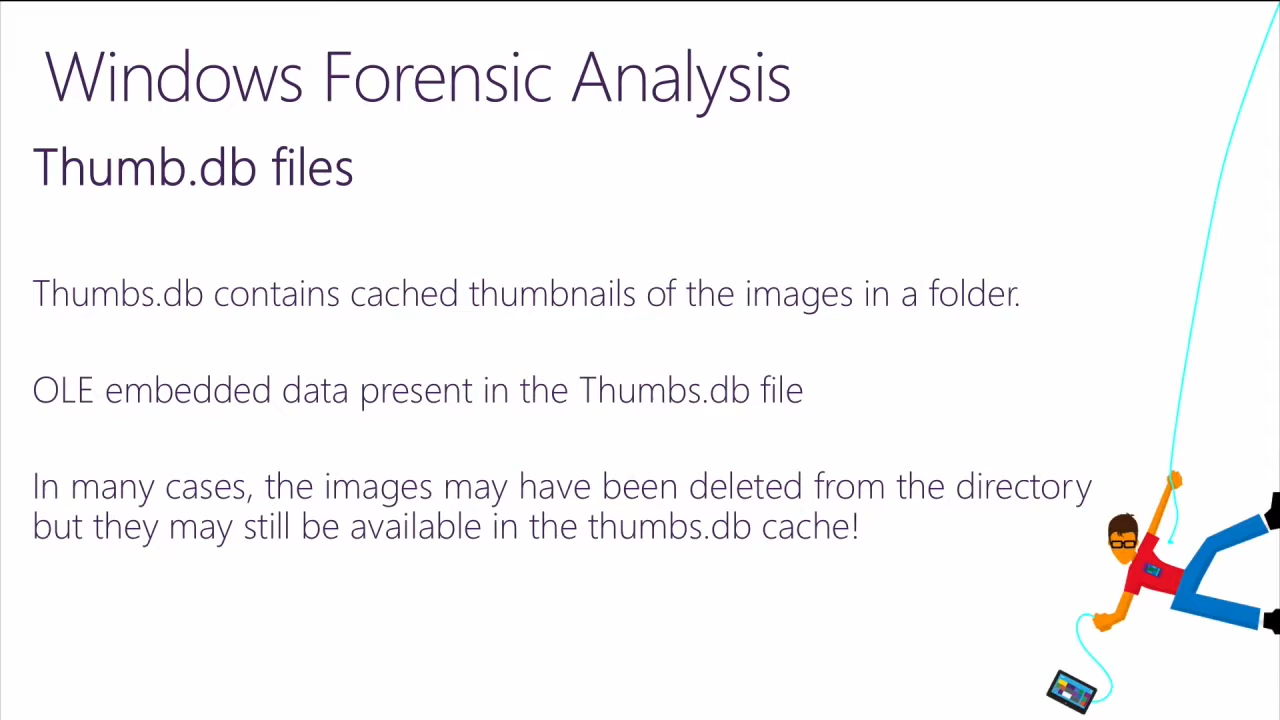 Windows Forensic Analysis
Thumb.db files
Thumbs.db contains cached thumbnails of the images in a folder.
OLE embedded data present in the Thumbs.db file
In many cases, the images may have been deleted from the directory
but they may still be available in the thumbs.db cache!